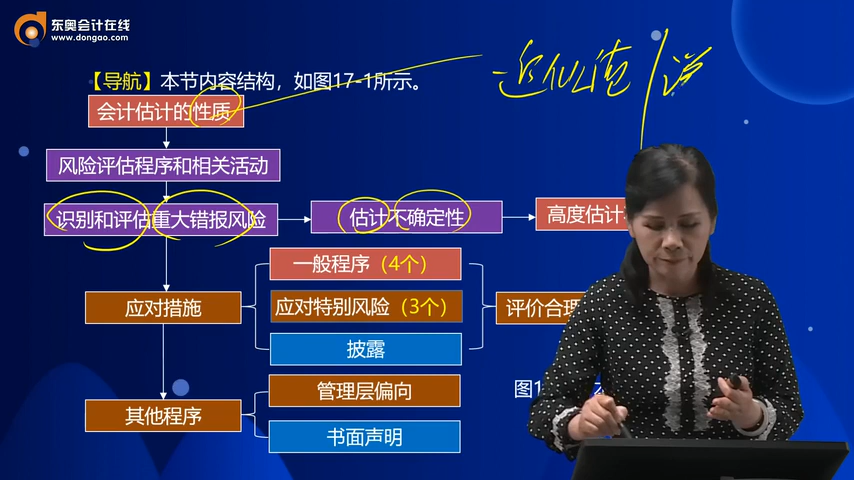 东奥会计在线
www.dongao.com
【导航】本节内容结构，如图17-1所示。
会计估计的性质
风险评估程序和相关活动
识别和评估重大错报风险
估计不确定性
高度估计
一般程序（4个）
应对措施
应对特别风险（3个）
评价合理
披露
管理层偏向
图1
其他程序
书面声明